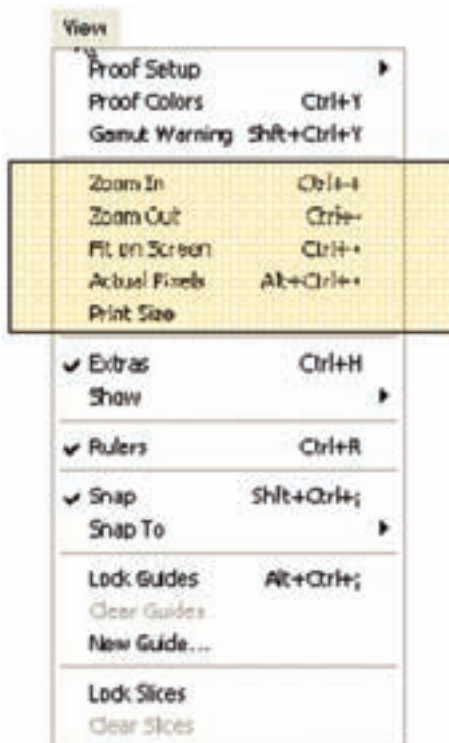 View
Proof Setup
Proof Colors Ctrl+Y
Gamut Warning Shft+Ctrl+Y
Zoom In Ctrl++
Zoom Out Ctrl+-
Fit on Screen
Actual Pixels
Print Size
Extras Ctrl+H
Show
Rulers Ctrl+R
Snap Shft+Ctrl+;
Snap To
Lock Guides Alt+Ctrl+;
Clear Guides
New Guide...
Lock Slices
Clear Slices